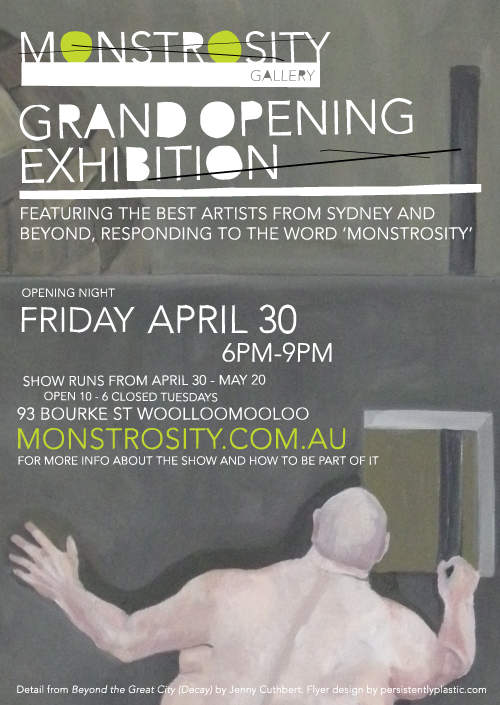 MONSTROSITY
GALLERY
GRAND OPENING
EXHIBITION
FEATURING THE BEST ARTISTS FROM SYDNEY AND
BEYOND, RESPONDING TO THE WORD 'MONSTROSITY'
OPENING NIGHT
FRIDAY APRIL 30
6PM-9PM
SHOW RUNS FROM APRIL 30 - MAY 20
OPEN 10 - 6 CLOSED TUESDAYS
93 BOURKE ST WOOLLOOMOOLOO
MONSTROSITY.COM.AU
FOR MORE INFO ABOUT THE SHOW AND HOW TO BE PART OF IT
Detail from Beyond the Great City (Decay) by Jenny Cuthbert. Flyer design by persistentlyplastic.com